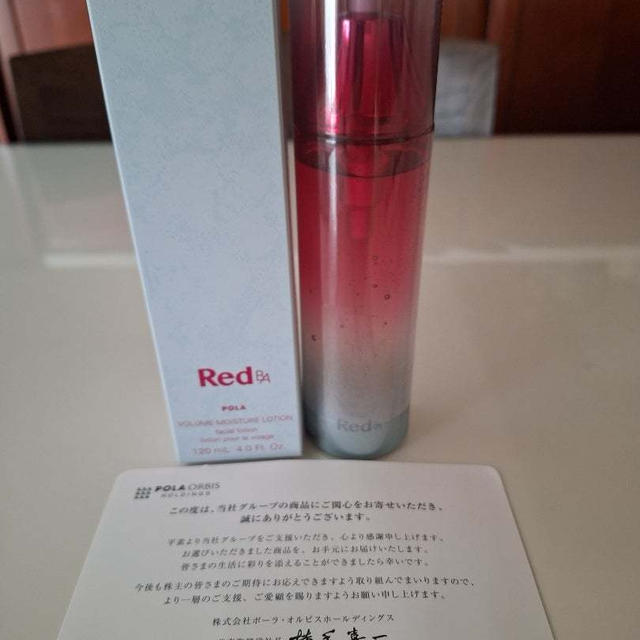 Red BA
POLA
VOLUME MOISTURE LOTION
facial lotion
lotion pour le visage
120 mL 4.0 Fl. Oz.
Red
POLA ORBIS
HOLDINGS
この度は、当社グループの商品にご関心をお寄せいただき、
誠にありがとうございます。
平素より当社グループをご支援いただき、心より感謝申し上げます。
お選びいただきました商品を、お手元にお届けいたします。
皆さまの生活に彩りを添えることができましたら幸いです。
今後も株主の皆さまのご期待にお応えできますよう取り組んでまいりますので、
より一層のご支援、ご愛顧を賜りますようお願い申し上げます。
株式会社ポーラ・オルビスホールディングス